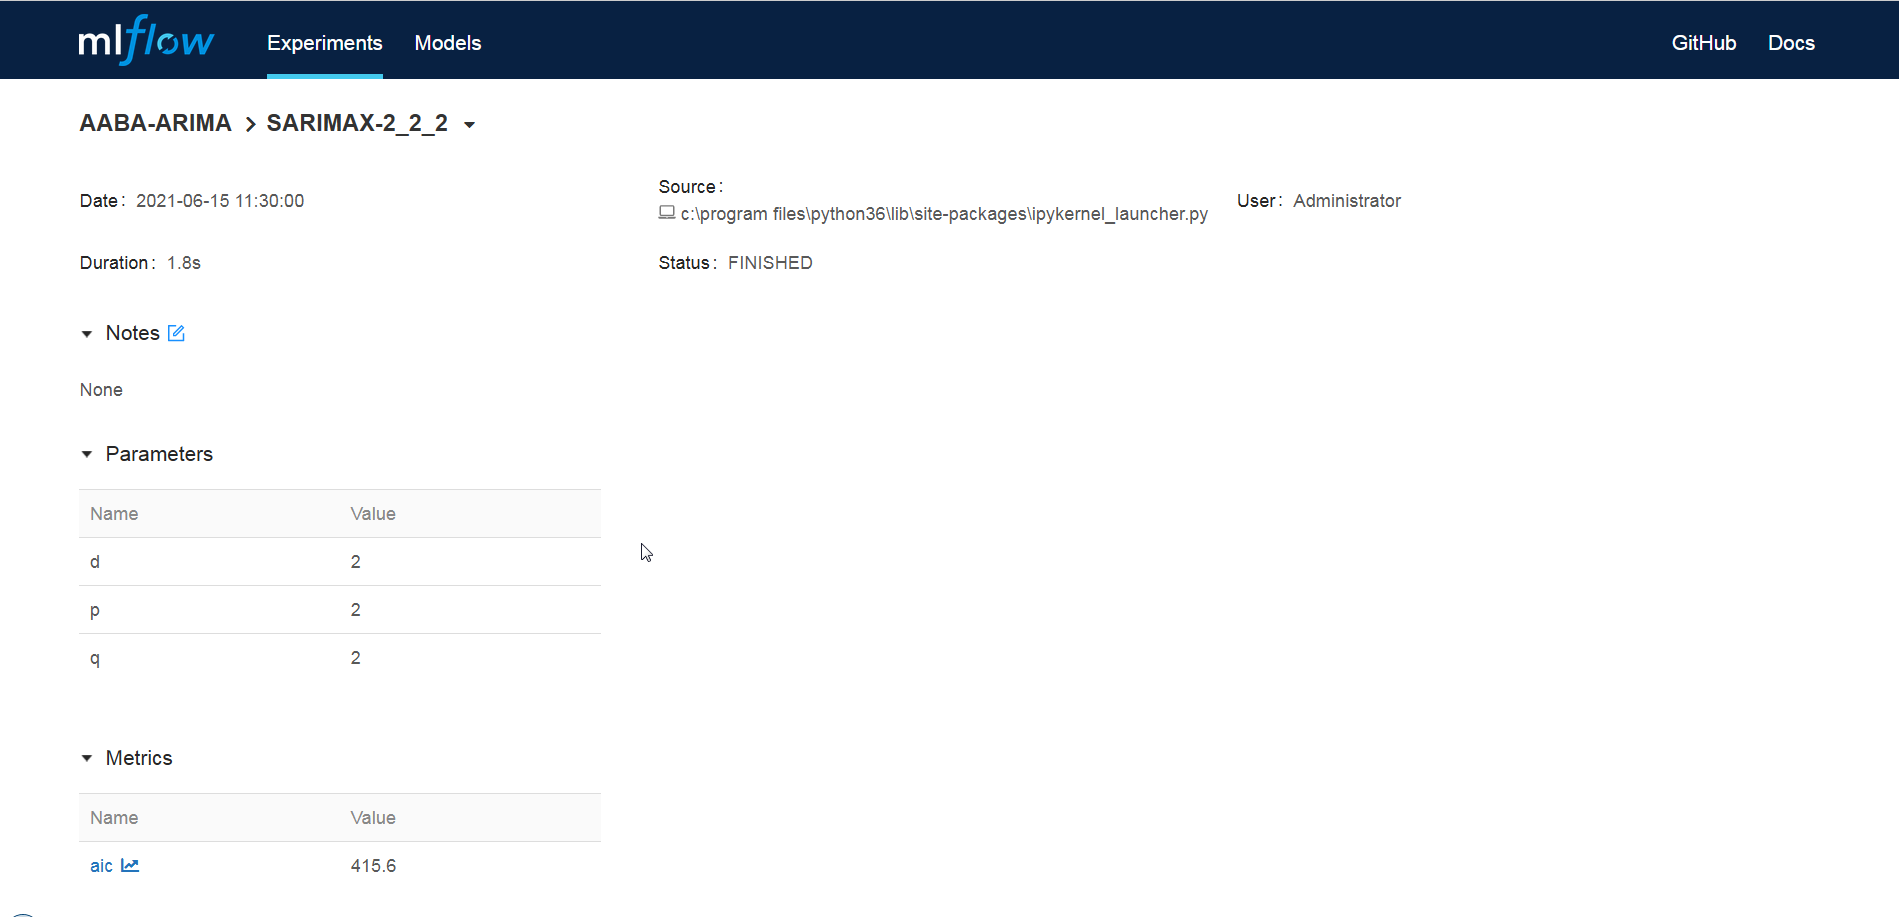 mlflow Experiments Models GitHub Docs
AABA-ARIMA > SARIMAX-2_2_2
Date: 2021-06-15 11:30:00
Source:
c:\program files\python36\lib\site-packages\ipykernel_launcher.py
User: Administrator
Duration: 1.8s
Status: FINISHED
Notes
None
Parameters
Name Value
d 2
p 2
q 2
Metrics
Name Value
aic 415.6